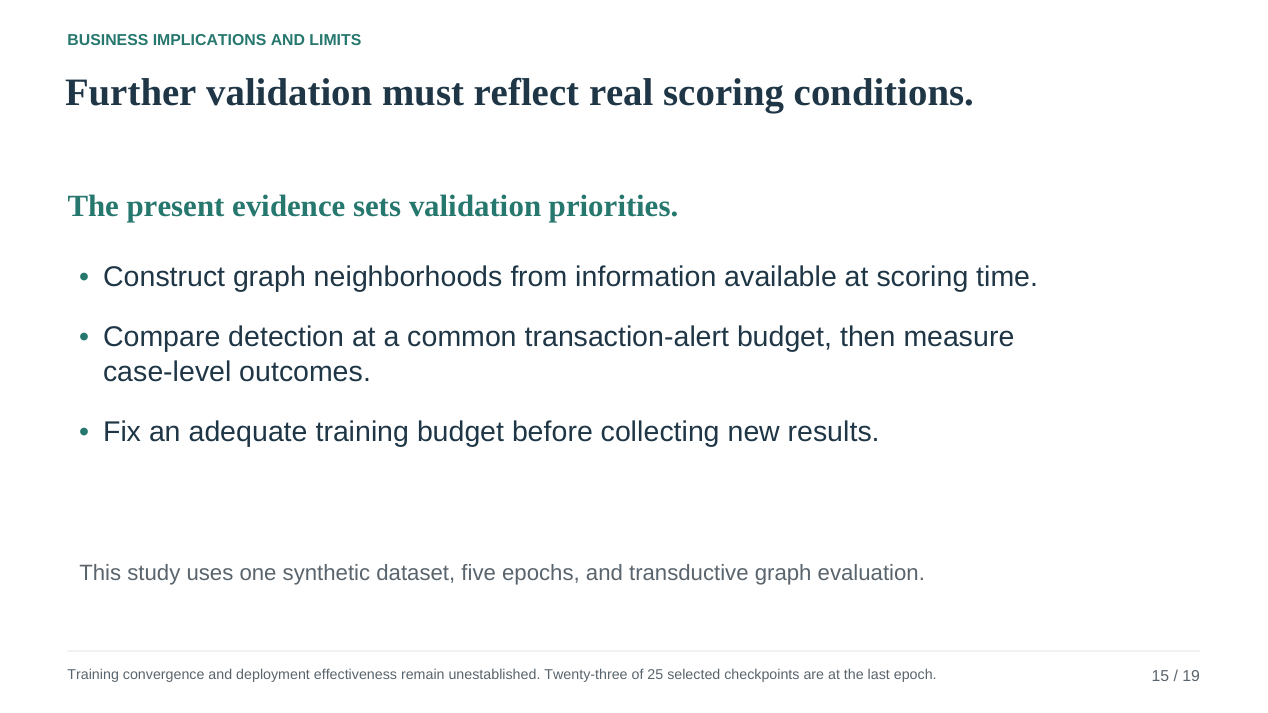 BUSINESS IMPLICATIONS AND LIMITS
Further validation must reflect real scoring conditions.
The present evidence sets validation priorities.
• Construct graph neighborhoods from information available at scoring time.
• Compare detection at a common transaction-alert budget, then measure
case-level outcomes.
• Fix an adequate training budget before collecting new results.
This study uses one synthetic dataset, five epochs, and transductive graph evaluation.
Training convergence and deployment effectiveness remain unestablished. Twenty-three of 25 selected checkpoints are at the last epoch.
15 / 19